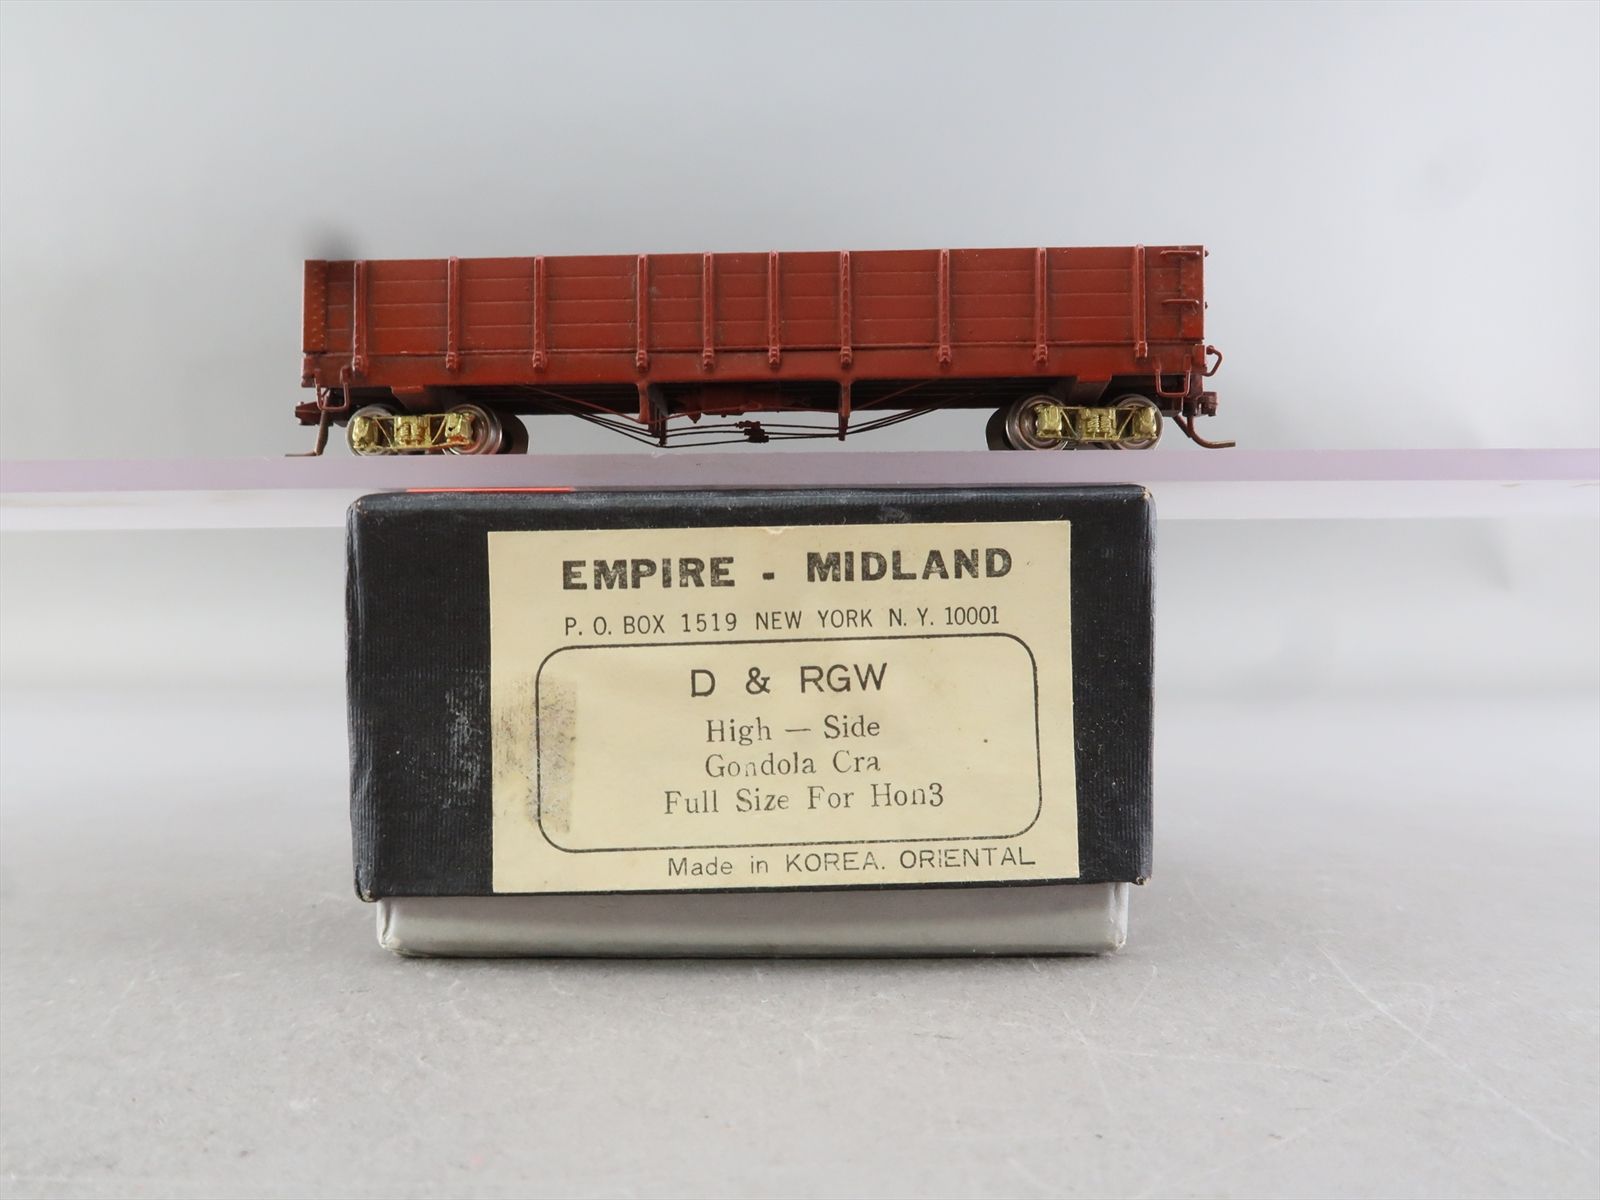 EMPIRE - MIDLAND
P. O. BOX 1519 NEW YORK N. Y. 10001
D & RGW
High — Side
Gondola Cra
Full Size For Hon3
Made in KOREA. ORIENTAL